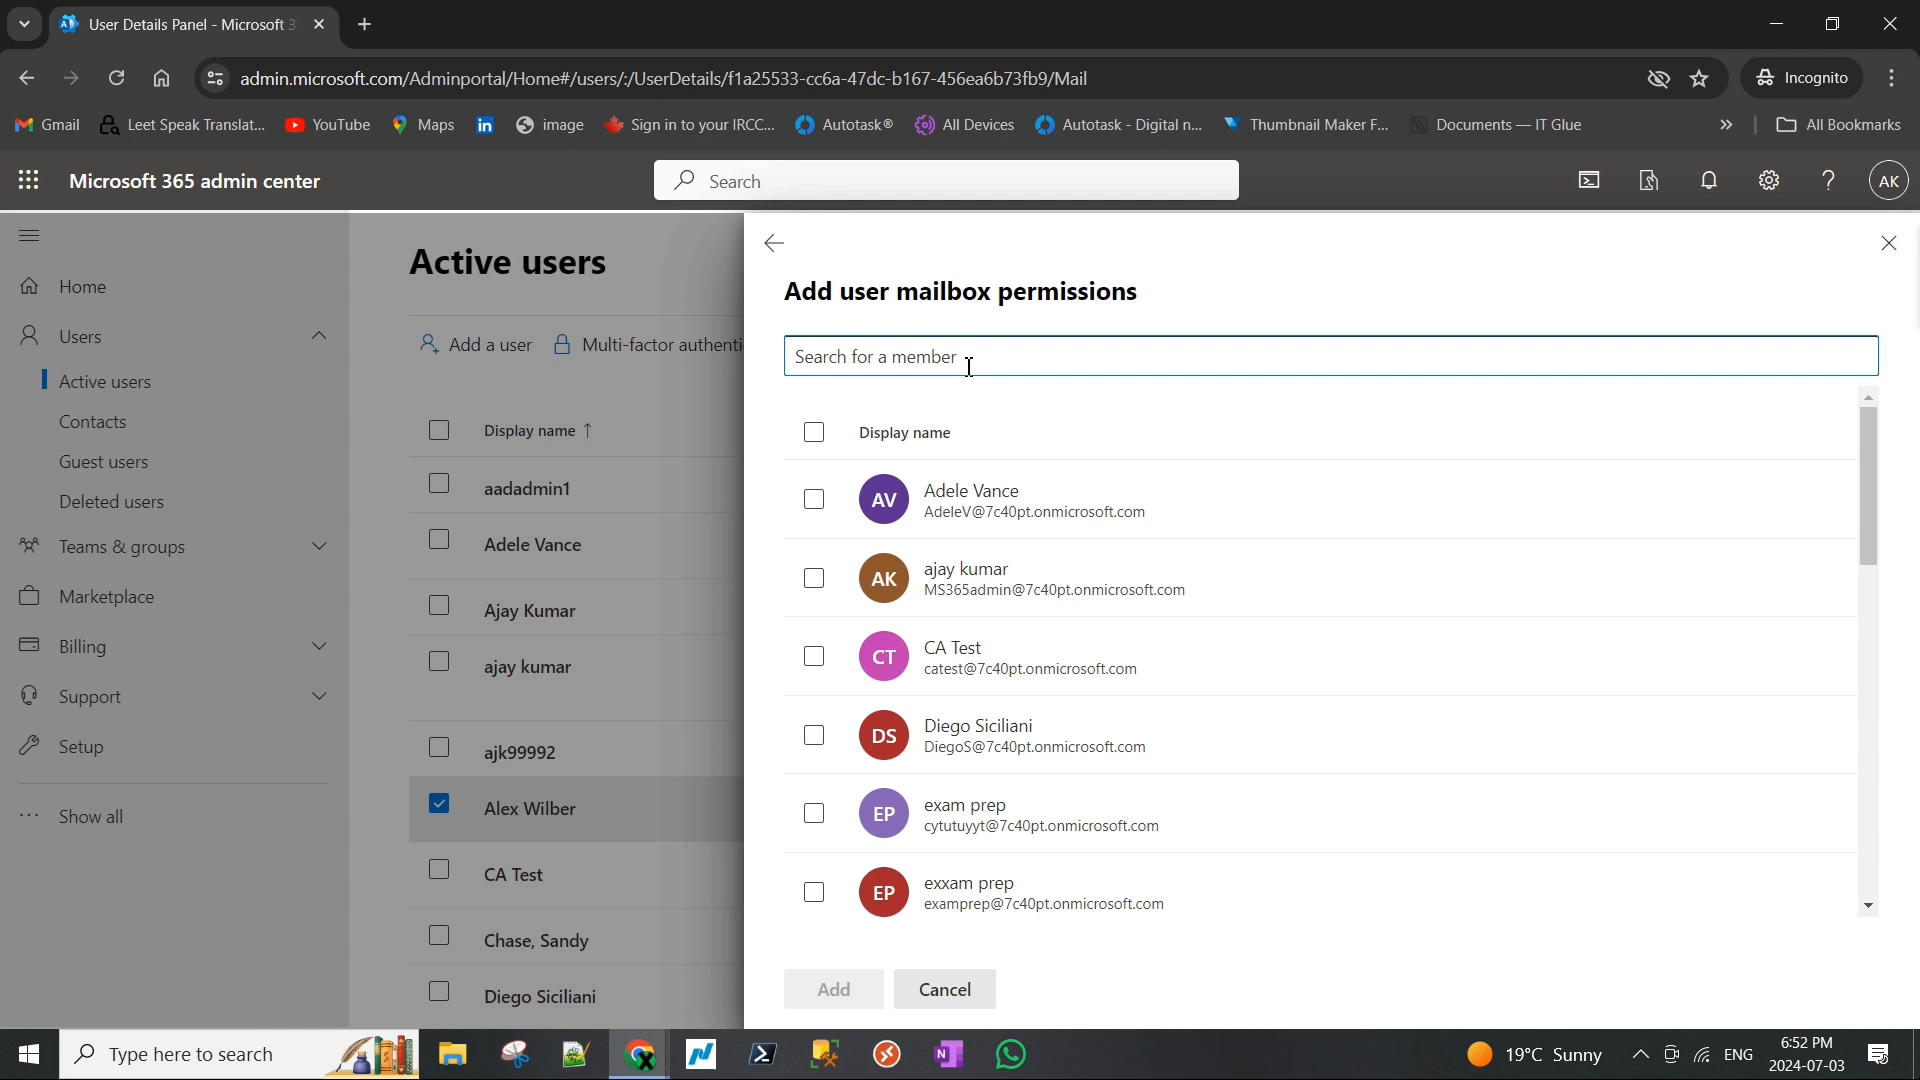 User Details Panel - Microsoft 3
admin.microsoft.com/Adminportal/Home#/users/:/UserDetails/f1a25533-cc6a-47dc-b167-456ea6b73fb9/Mail
Incognito
Gmail
Leet Speak Translat...
YouTube
Maps
image
Sign in to your IRCC...
Autotask®
All Devices
Autotask - Digital n...
Thumbnail Maker F...
Documents — IT Glue
All Bookmarks
Microsoft 365 admin center
Search
AK
Home
Users
Active users
Contacts
Guest users
Deleted users
Teams & groups
Marketplace
Billing
Support
Setup
Show all
Active users
Add a user
Multi-factor authenti
Display name ↑
aadadmin1
Adele Vance
Ajay Kumar
ajay kumar
ajk99992
Alex Wilber
CA Test
Chase, Sandy
Diego Siciliani
Add user mailbox permissions
Search for a member
Display name
AV
Adele Vance
AdeleV@7c40pt.onmicrosoft.com
AK
ajay kumar
MS365admin@7c40pt.onmicrosoft.com
CT
CA Test
catest@7c40pt.onmicrosoft.com
DS
Diego Siciliani
DiegoS@7c40pt.onmicrosoft.com
EP
exam prep
cytutuyyt@7c40pt.onmicrosoft.com
EP
exxam prep
examprep@7c40pt.onmicrosoft.com
Add
Cancel
Type here to search
19°C Sunny
ENG
6:52 PM
2024-07-03